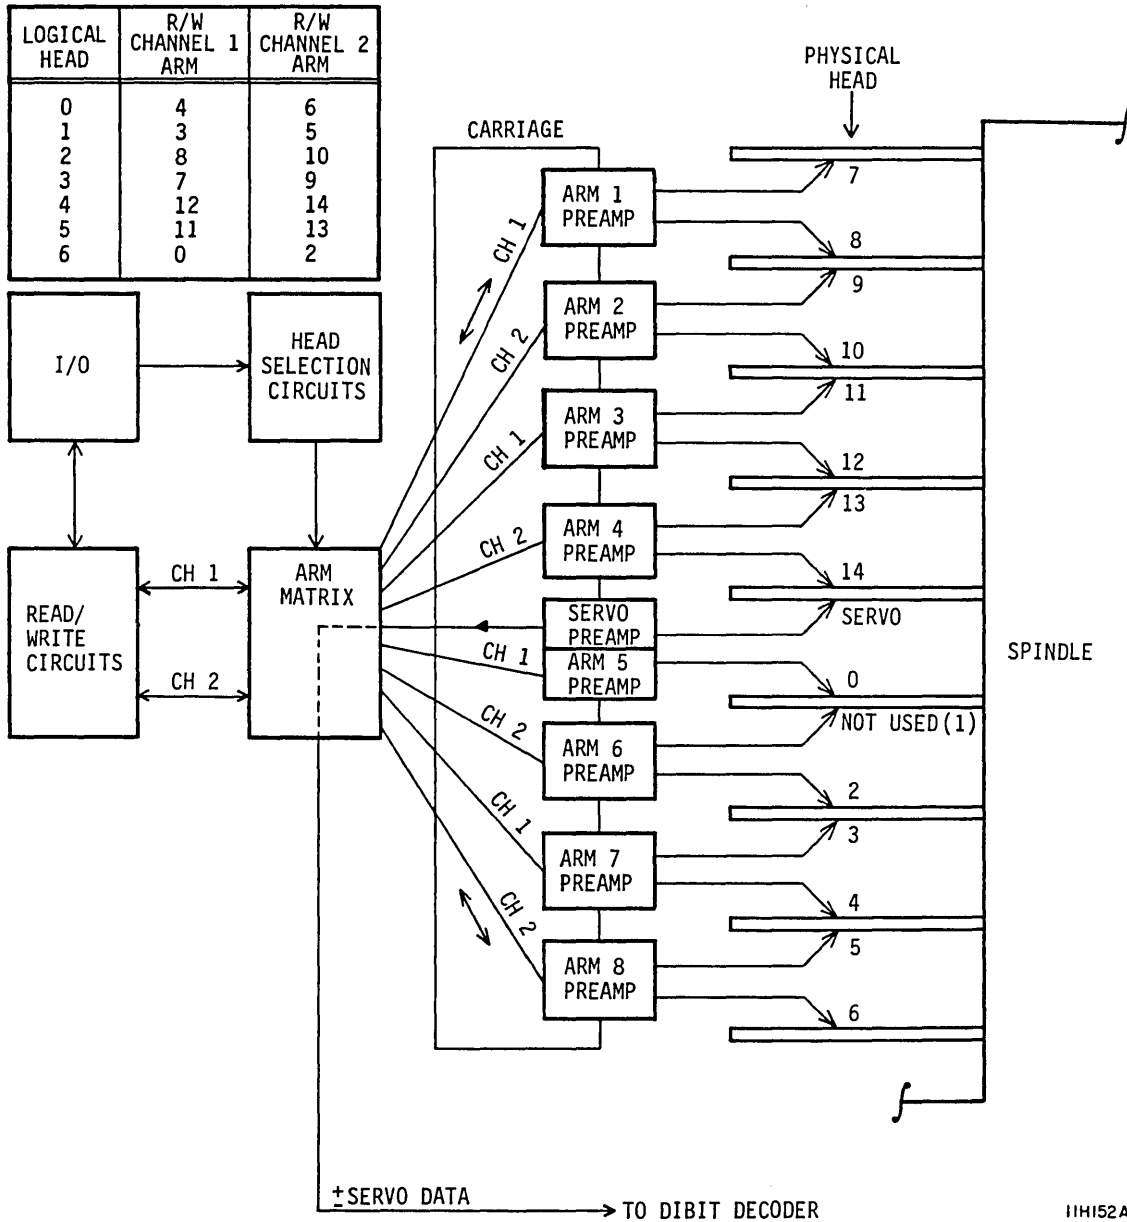 LOGICAL HEAD
R/W CHANNEL 1 ARM
R/W CHANNEL 2 ARM
0 4 6
1 3 5
2 8 10
3 7 9
4 12 14
5 11 13
6 0 2
I/O
HEAD
SELECTION
CIRCUITS
READ/
WRITE
CIRCUITS
CH 1
CH 2
ARM
MATRIX
CARRIAGE
CH 1
CH 2
CH 1
CH 2
CH 1
CH 2
CH 1
CH 2
ARM 1
PREAMP
ARM 2
PREAMP
ARM 3
PREAMP
ARM 4
PREAMP
SERVO
PREAMP
ARM 5
PREAMP
ARM 6
PREAMP
ARM 7
PREAMP
ARM 8
PREAMP
PHYSICAL
HEAD
7
8
9
10
11
12
13
14
SERVO
0
NOT USED(1)
2
3
4
5
6
SPINDLE
±SERVO DATA
TO DIBIT DECODER
11H152A